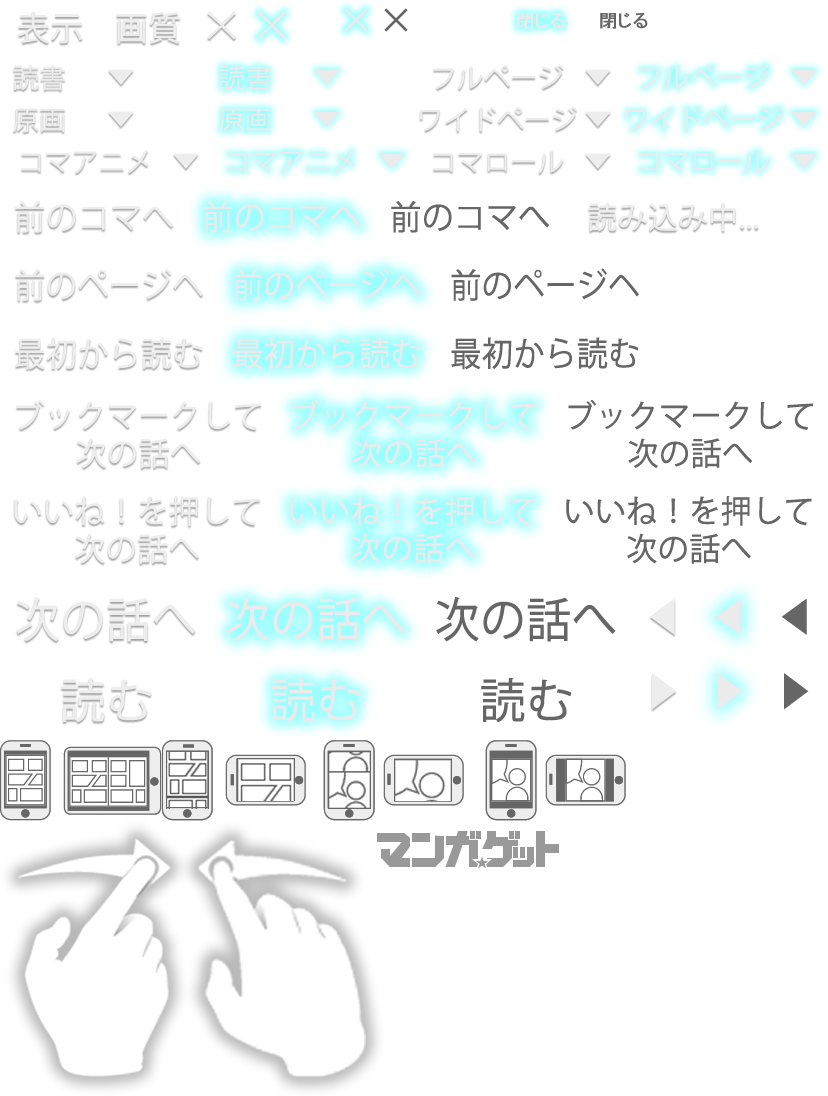 表示 画質 閉じる 閉じる
読書 読書 フルページ フルページ
原画 原画 ワイドページ ワイドページ
コマアニメ コマアニメ コマロール コマロール
前のコマへ 前のコマへ 前のコマへ 読み込み中...
前のページへ 前のページへ 前のページへ
最初から読む 最初から読む 最初から読む
ブックマークして ブックマークして ブックマークして
次の話へ 次の話へ 次の話へ
いいね！を押して いいね！を押して いいね！を押して
次の話へ 次の話へ 次の話へ
次の話へ 次の話へ 次の話へ
読む 読む 読む
マンガ☆ゲット